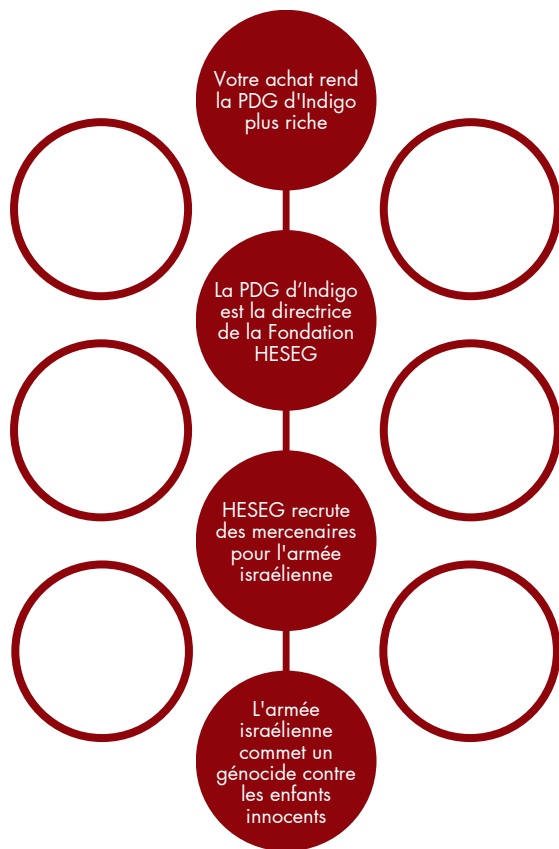 Votre achat rend
la PDG d'Indigo
plus riche
La PDG d’Indigo
est la directrice
de la Fondation
HESEG
HESEG recrute
des mercenaires
pour l'armée
israélienne
L'armée
israélienne
commet un
génocide contre
les enfants
innocents